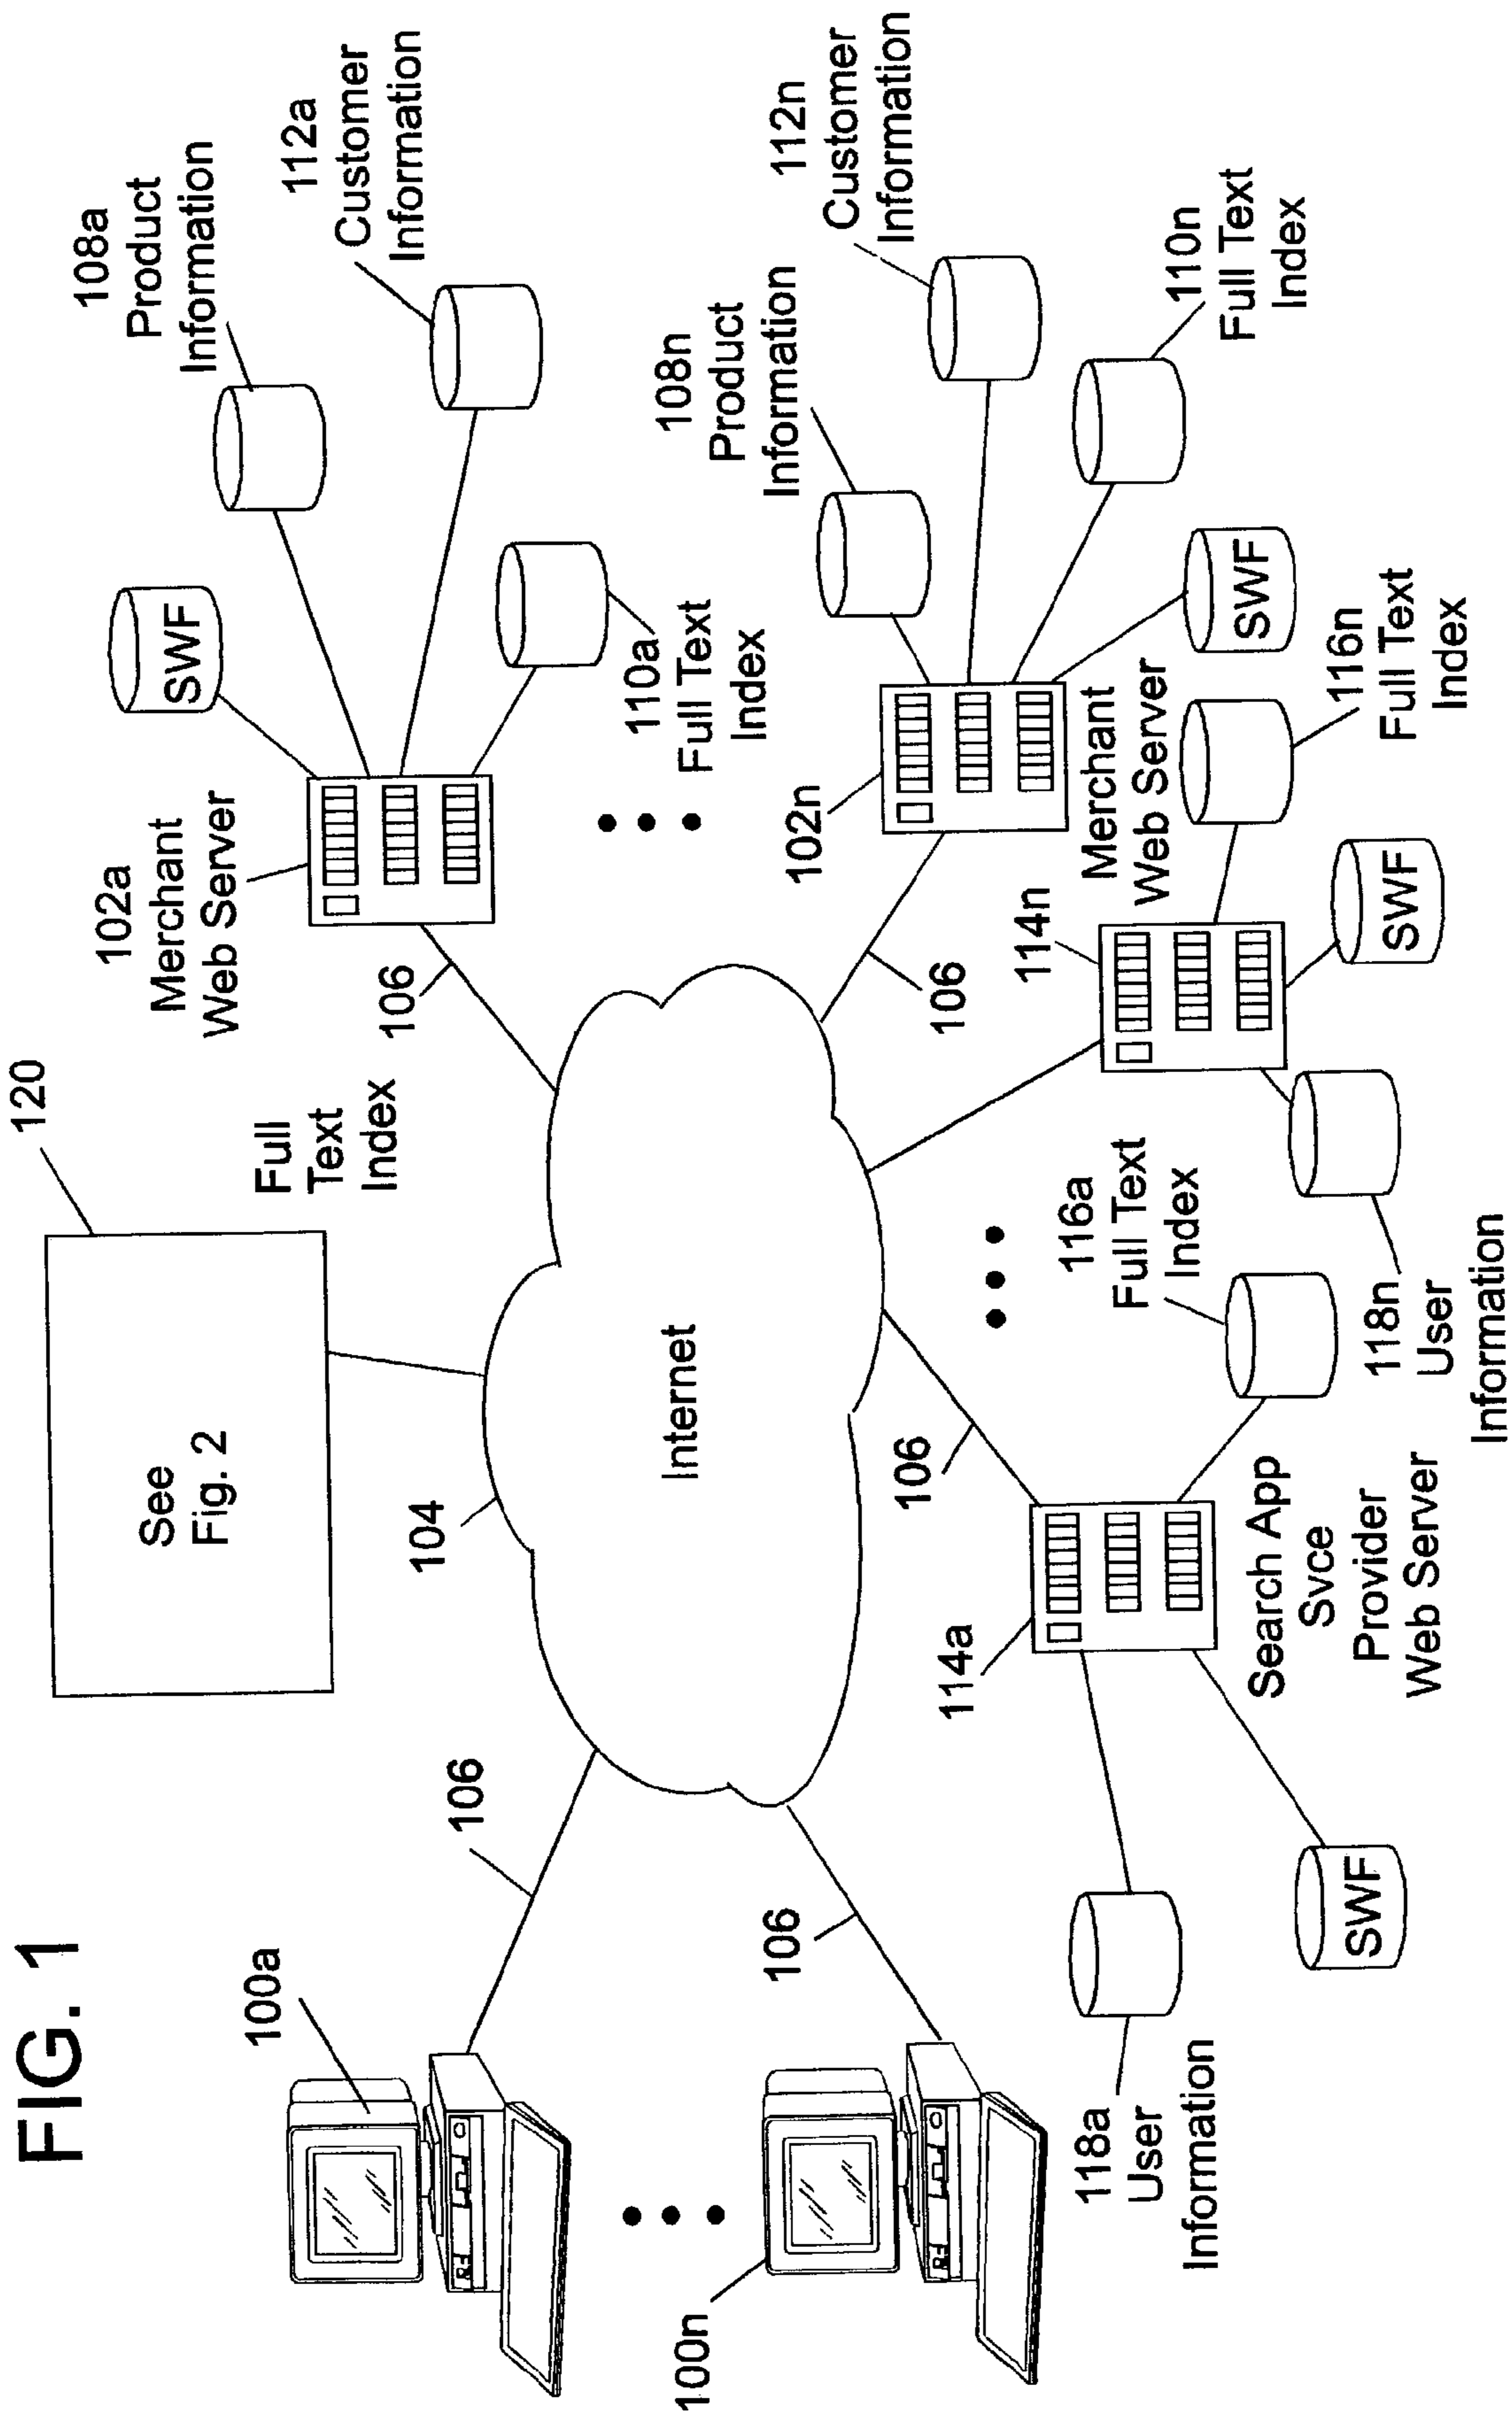 FIG. 1
120
See
Fig. 2
Full
Text
Index
102a
Merchant
Web Server
106
SWF
108a
Product
Information
112a
Customer
Information
110a
Full Text
Index
100a
106
104
Internet
100n
106
106
102n
Merchant
Web Server
106
108n
Product
Information
112n
Customer
Information
110n
Full Text
Index
SWF
114n
116n
Full Text
Index
SWF
118n
User
Information
116a
Full Text
Index
114a
Search App
Svce
Provider
Web Server
118a
User
Information
SWF